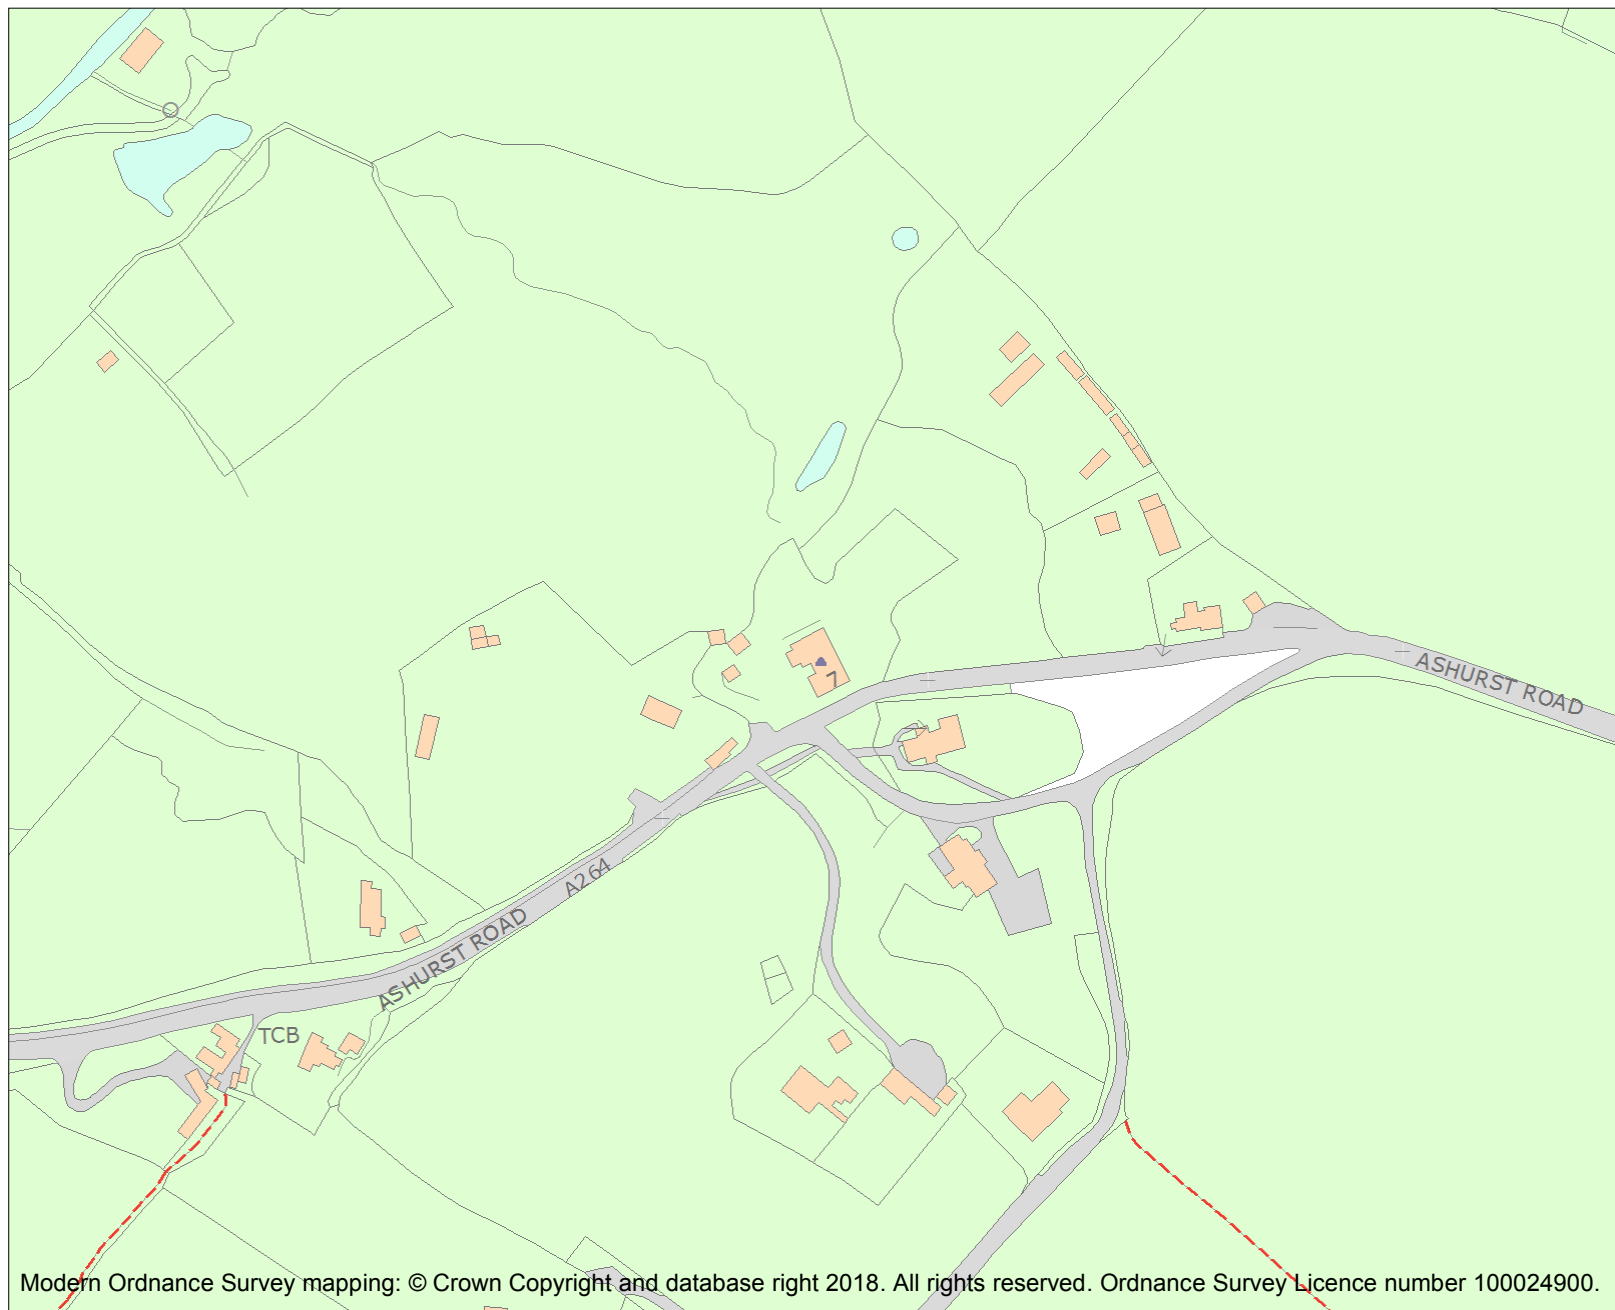 ASHURST ROAD
7
A264
ASHURST ROAD
TCB
Modern Ordnance Survey mapping: © Crown Copyright and database right 2018. All rights reserved. Ordnance Survey Licence number 100024900.